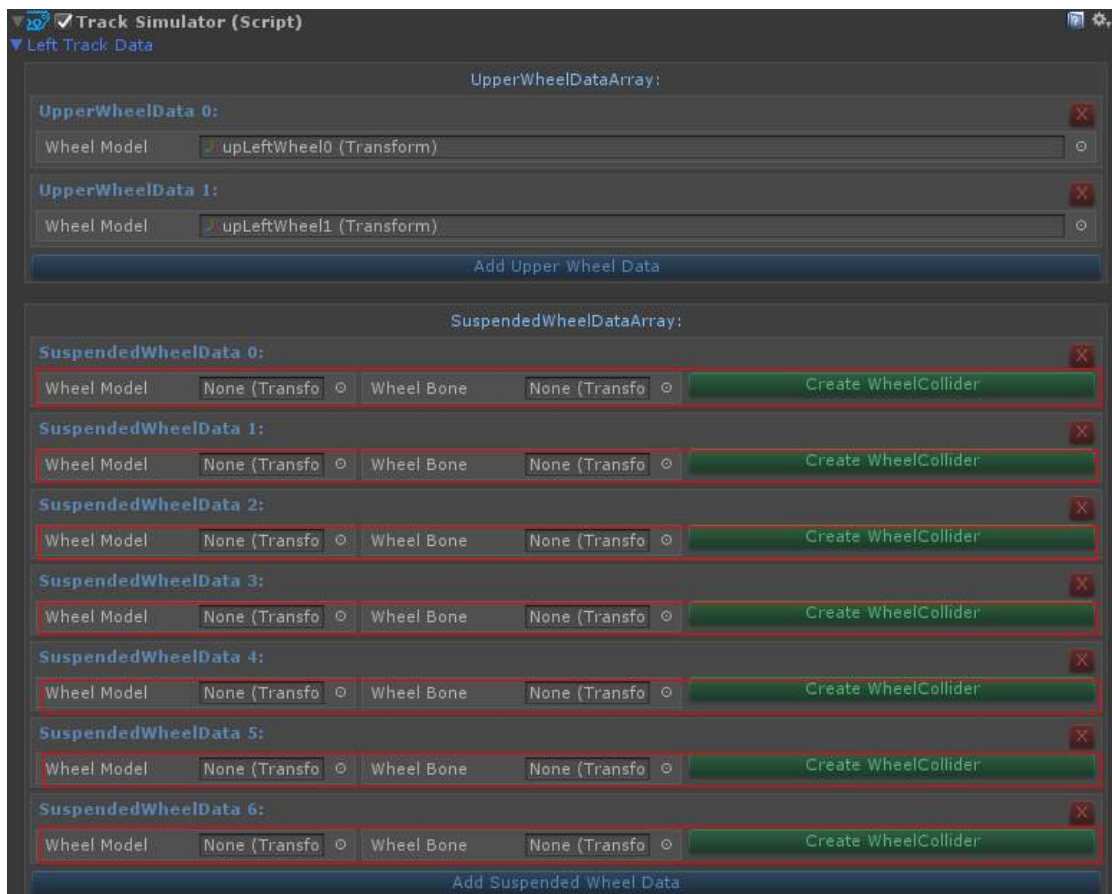 Track Simulator (Script)
Left Track Data
UpperWheelDataArray:
UpperWheelData 0:
X
Wheel Model upLeftWheel0 (Transform)
UpperWheelData 1:
X
Wheel Model upLeftWheel1 (Transform)
Add Upper Wheel Data
SuspendedWheelDataArray:
SuspendedWheelData 0:
X
Wheel Model None (Transfo Wheel Bone None (Transfo Create WheelCollider
SuspendedWheelData 1:
X
Wheel Model None (Transfo Wheel Bone None (Transfo Create WheelCollider
SuspendedWheelData 2:
X
Wheel Model None (Transfo Wheel Bone None (Transfo Create WheelCollider
SuspendedWheelData 3:
X
Wheel Model None (Transfo Wheel Bone None (Transfo Create WheelCollider
SuspendedWheelData 4:
X
Wheel Model None (Transfo Wheel Bone None (Transfo Create WheelCollider
SuspendedWheelData 5:
X
Wheel Model None (Transfo Wheel Bone None (Transfo Create WheelCollider
SuspendedWheelData 6:
X
Wheel Model None (Transfo Wheel Bone None (Transfo Create WheelCollider
Add Suspended Wheel Data